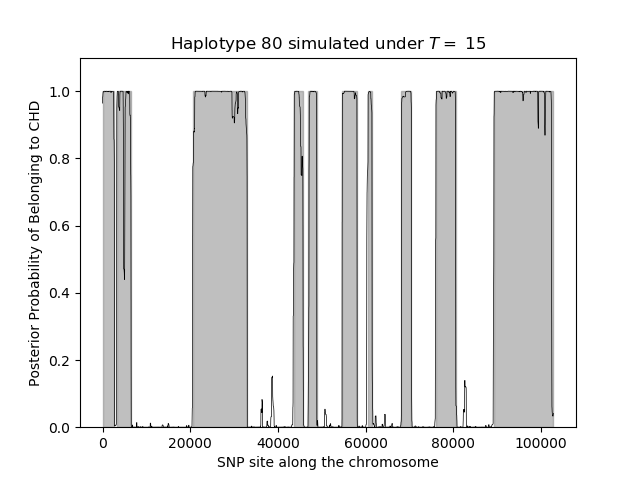 Haplotype 80 simulated under T = 15
Posterior Probability of Belonging to CHD
1.0
0.8
0.6
0.4
0.2
0.0
0 20000 40000 60000 80000 100000
SNP site along the chromosome